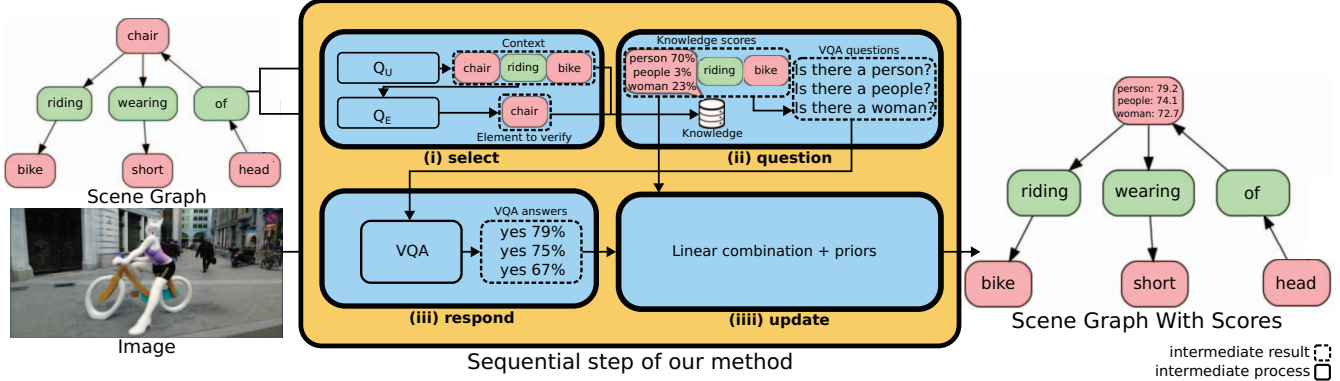 chair
riding
wearing
of
bike
short
head
Scene Graph
Image
Q_U
Context
chair
riding
bike
Q_E
chair
Element to verify
(i) select
Knowledge scores
person 70%
people 3%
woman 23%
riding
bike
Knowledge
VQA questions
Is there a person?
Is there a people?
Is there a woman?
(ii) question
VQA
VQA answers
yes 79%
yes 75%
yes 67%
(iii) respond
Linear combination + priors
(iiii) update
Sequential step of our method
person: 79.2
people: 74.1
woman: 72.7
riding
wearing
of
bike
short
head
Scene Graph With Scores
intermediate result
intermediate process